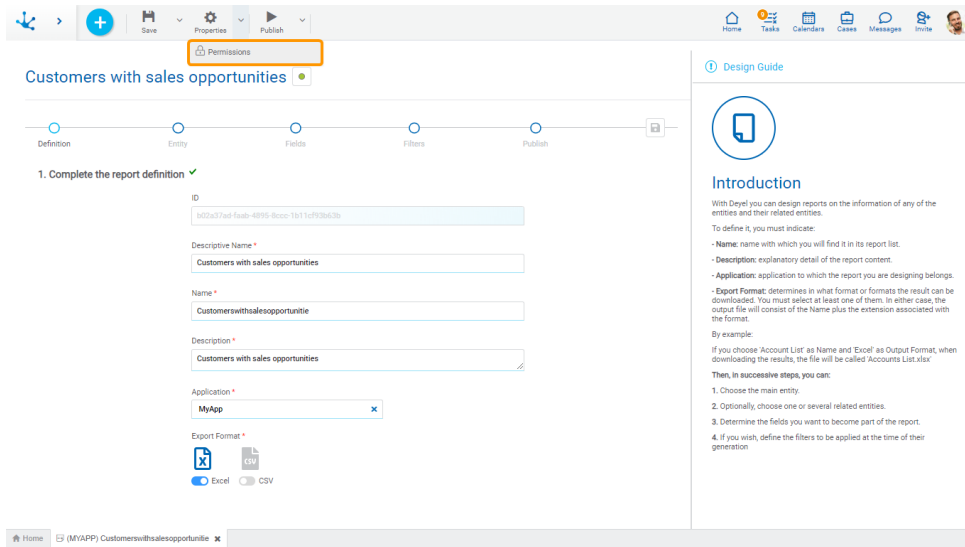 Save
Properties
Publish
Home
9
Tasks
Calendars
Cases
Messages
Invite
Permissions
Customers with sales opportunities
Definition
Entity
Fields
Filters
Publish
1. Complete the report definition
ID
b02a37ad-faab-4895-8ccc-1b11cf93b63b
Descriptive Name *
Customers with sales opportunities
Name *
Customerswithsalesopportunitie
Description *
Customers with sales opportunities
Application *
MyApp
Export Format *
X
CSV
Excel
CSV
Design Guide
Introduction
With Deyel you can design reports on the information of any of the
entities and their related entities.
To define it, you must indicate:
- Name: name with which you will find it in its report list.
- Description: explanatory detail of the report content.
- Application: application to which the report you are designing belongs.
- Export Format: determines in what format or formats the result can be
downloaded. You must select at least one of them. In either case, the
output file will consist of the Name plus the extension associated with
the format.
By example:
If you choose 'Account List' as Name and 'Excel' as Output Format, when
downloading the results, the file will be called 'Accounts List.xlsx'
Then, in successive steps, you can:
1. Choose the main entity.
2. Optionally, choose one or several related entities.
3. Determine the fields you want to become part of the report.
4. If you wish, define the filters to be applied at the time of their
generation
Home
(MYAPP) Customerswithsalesopportunitie